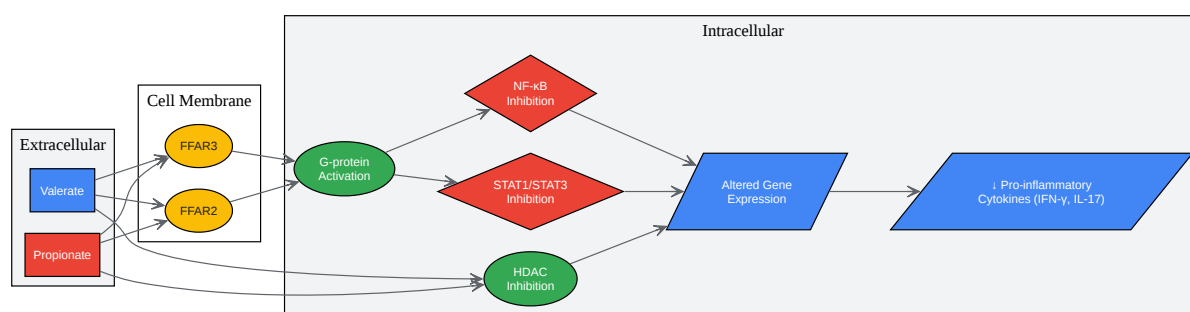 Intracellular
Cell Membrane
Extracellular
Valerate
Propionate
FFAR3
FFAR2
G-protein
Activation
NF-κB
Inhibition
STAT1/STAT3
Inhibition
HDAC
Inhibition
Altered Gene
Expression
↓ Pro-inflammatory
Cytokines (IFN-γ, IL-17)